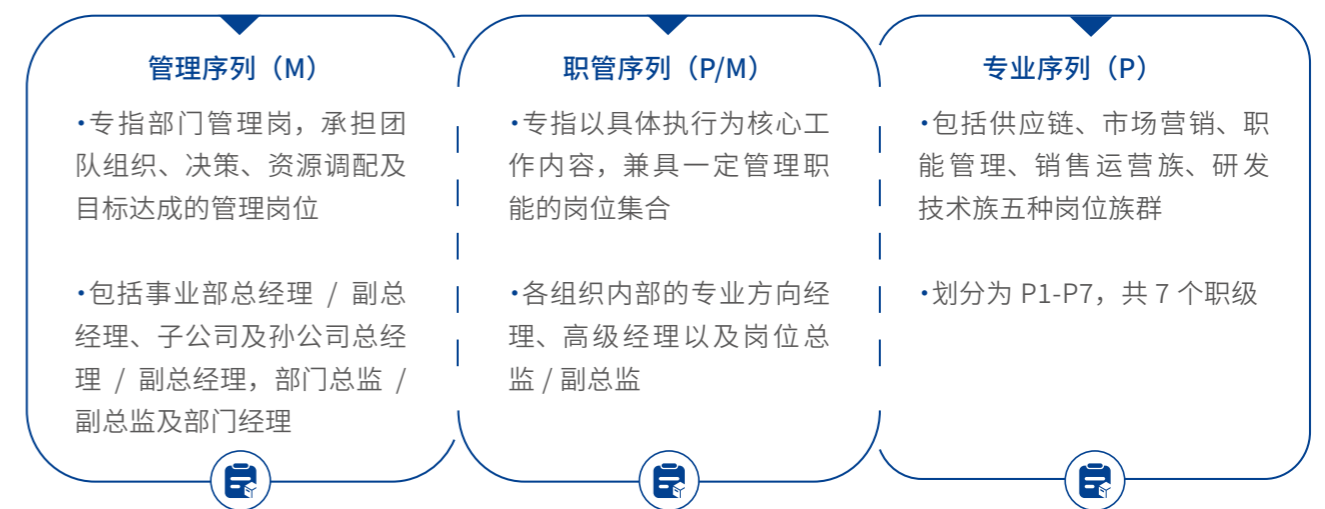 管理序列（M）
•专指部门管理岗，承担团
队组织、决策、资源调配及
目标达成的管理岗位
•包括事业部总经理 / 副总
经理、子公司及孙公司总经
理 / 副总经理，部门总监 /
副总监及部门经理
职管序列（P/M）
•专指以具体执行为核心工
作内容，兼具一定管理职
能的岗位集合
•各组织内部的专业方向经
理、高级经理以及岗位总
监 / 副总监
专业序列（P）
•包括供应链、市场营销、职
能管理、销售运营族、研发
技术族五种岗位族群
•划分为 P1-P7，共 7 个职级